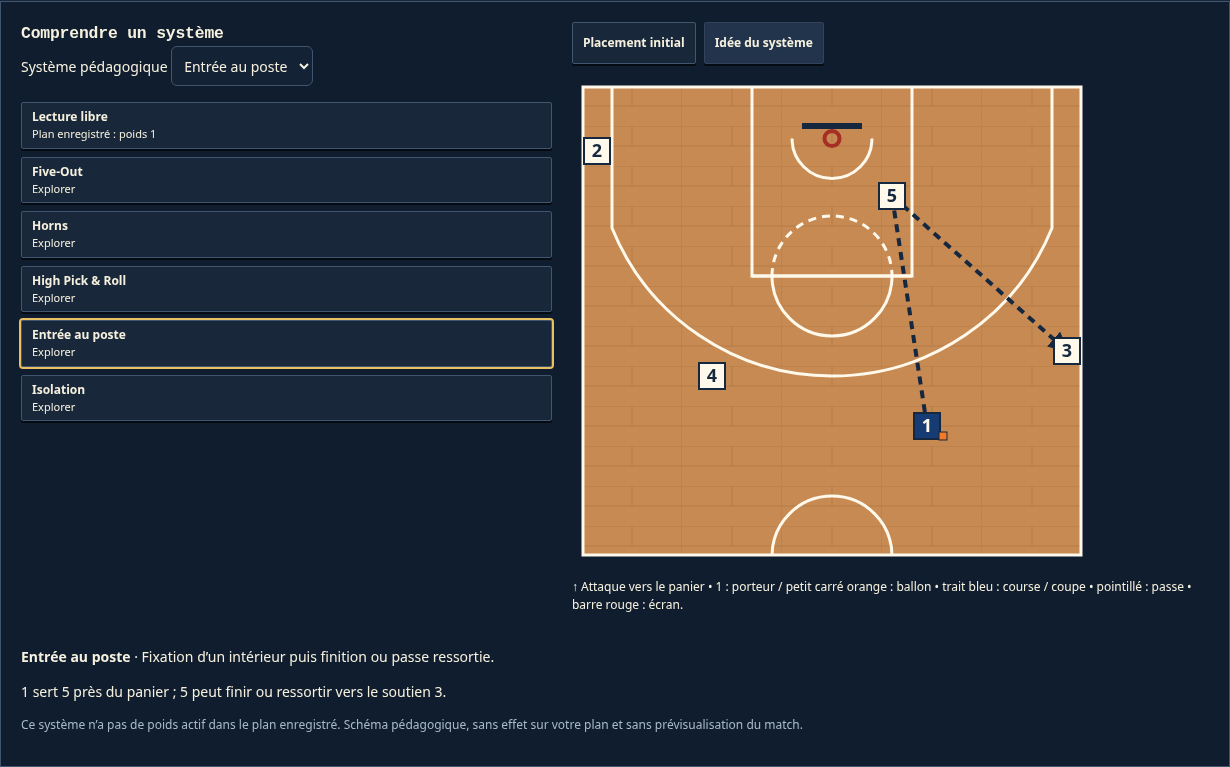 Comprendre un système
Système pédagogique Entrée au poste
Lecture libre
Plan enregistré : poids 1
Five-Out
Explorer
Horns
Explorer
High Pick & Roll
Explorer
Entrée au poste
Explorer
Isolation
Explorer
Placement initial Idée du système
2
5
3
4
1
↑ Attaque vers le panier • 1 : porteur / petit carré orange : ballon • trait bleu : course / coupe • pointillé : passe •
barre rouge : écran.
Entrée au poste · Fixation d’un intérieur puis finition ou passe ressortie.
1 sert 5 près du panier ; 5 peut finir ou ressortir vers le soutien 3.
Ce système n’a pas de poids actif dans le plan enregistré. Schéma pédagogique, sans effet sur votre plan et sans prévisualisation du match.